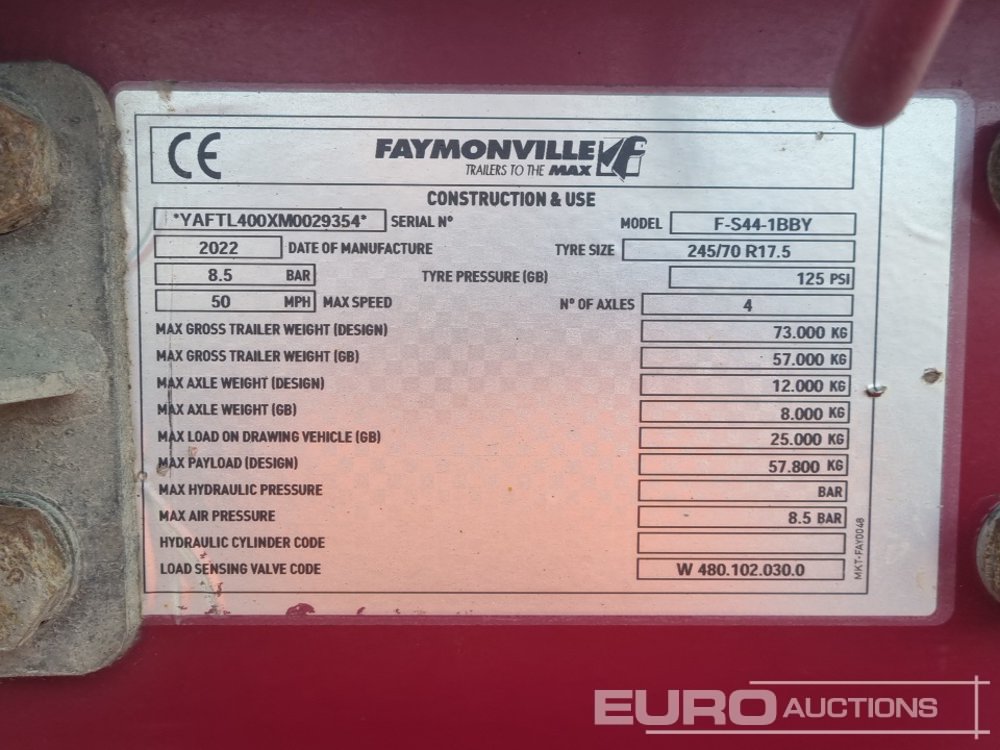 CE FAYMONVILLE
TRAILERS TO THE MAX
CONSTRUCTION & USE
*YAFTL400XM0029354* SERIAL Nº MODEL F-S44-1BBY
2022 DATE OF MANUFACTURE TYRE SIZE 245/70 R17.5
8.5 BAR TYRE PRESSURE (GB) 125 PSI
50 MPH MAX SPEED Nº OF AXLES 4
MAX GROSS TRAILER WEIGHT (DESIGN) 73.000 KG
MAX GROSS TRAILER WEIGHT (GB) 57.000 KG
MAX AXLE WEIGHT (DESIGN) 12.000 KG
MAX AXLE WEIGHT (GB) 8.000 KG
MAX LOAD ON DRAWING VEHICLE (GB) 25.000 KG
MAX PAYLOAD (DESIGN) 57.800 KG
MAX HYDRAULIC PRESSURE BAR
MAX AIR PRESSURE 8.5 BAR
HYDRAULIC CYLINDER CODE
LOAD SENSING VALVE CODE W 480.102.030.0
MKT-FAY0048
EURO AUCTIONS